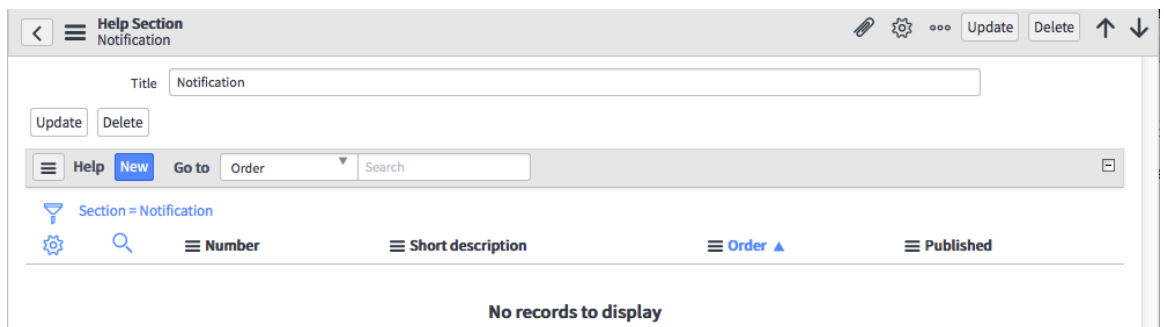 Help Section
Notification
Update Delete
Title Notification
Update Delete
Help New Go to Order Search
Section = Notification
Number Short description Order Published
No records to display